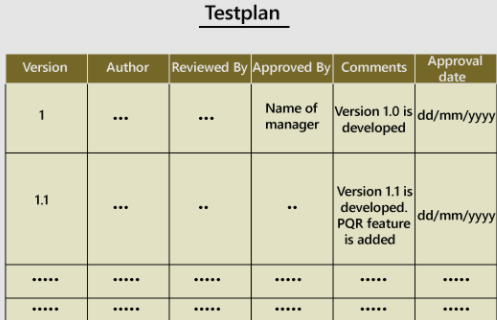 Testplan
Version Author Reviewed By Approved By Comments Approval date
1 ... ... Name of manager Version 1.0 is developed dd/mm/yyyy
1.1 ... .. .. Version 1.1 is developed. PQR feature is added dd/mm/yyyy
..... ..... ..... ..... ..... .....
..... ..... ..... ..... ..... .....